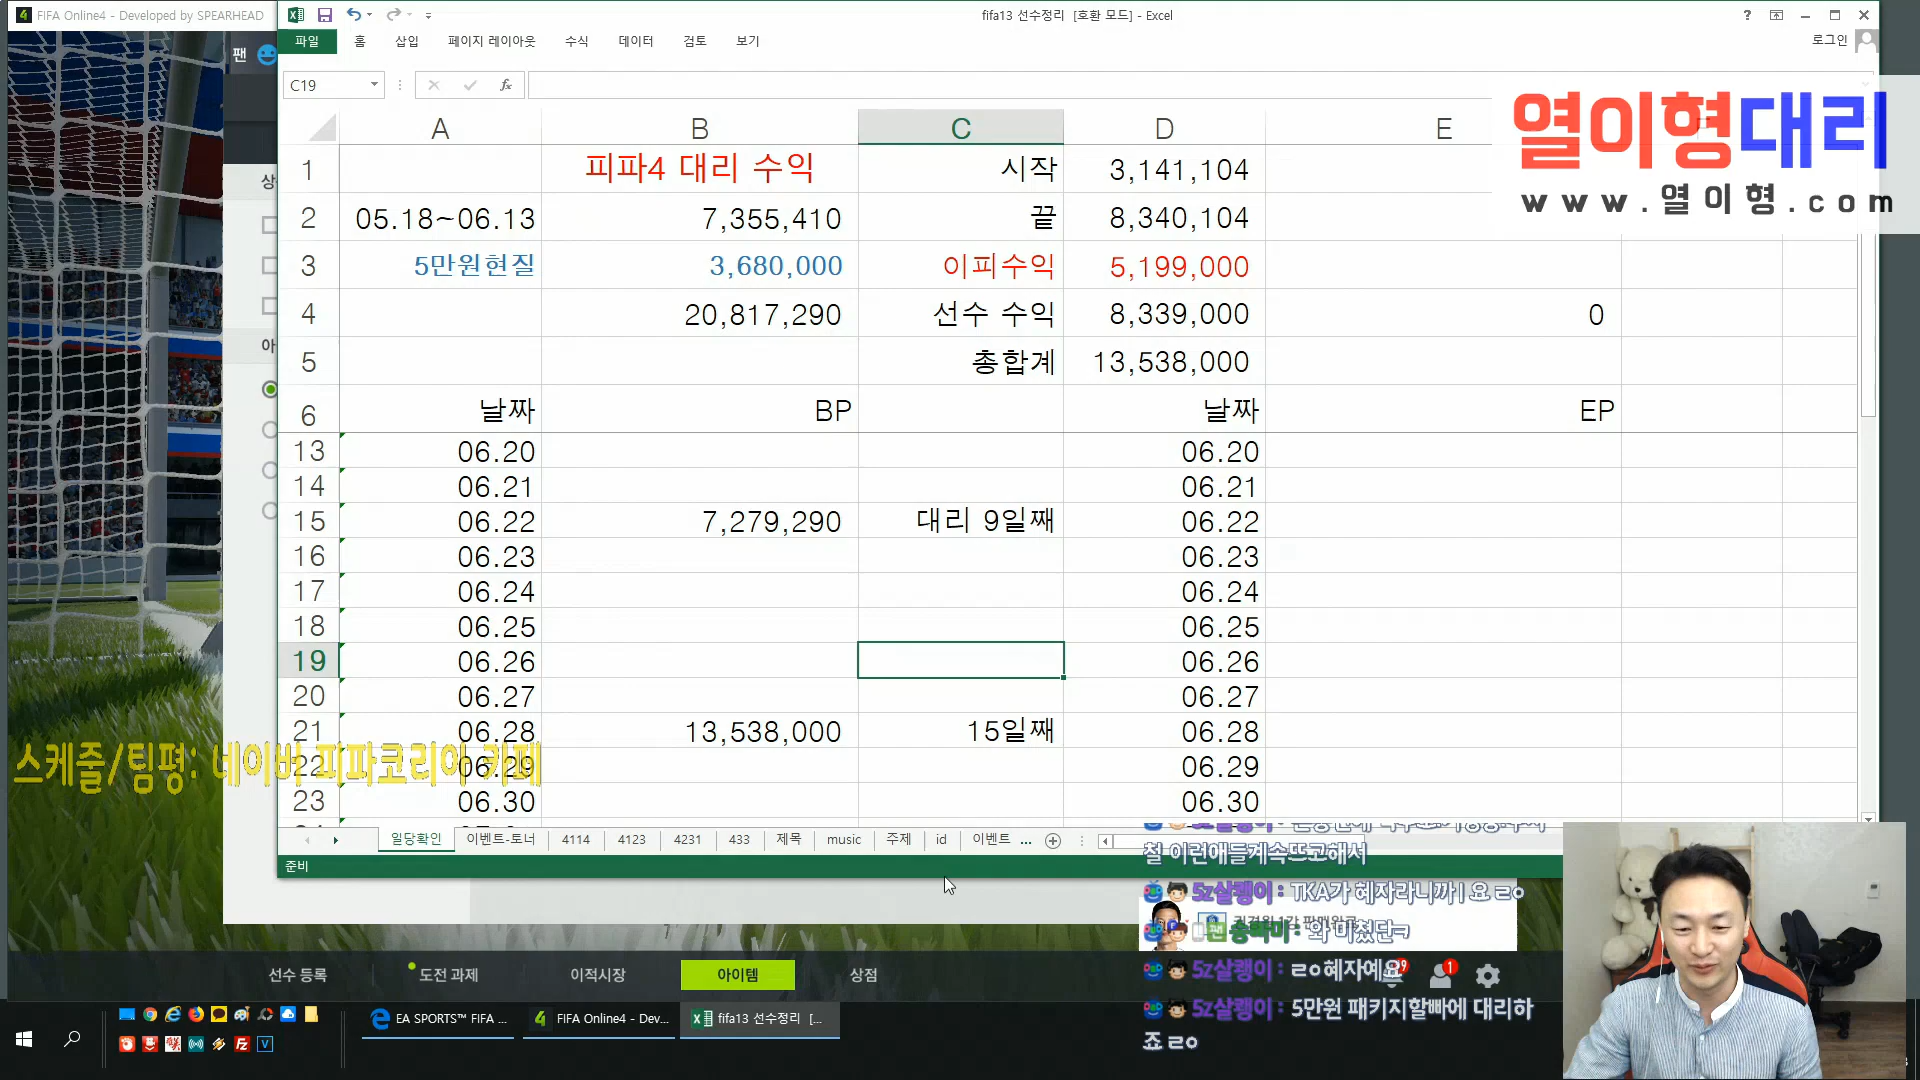 FIFA Online4 - Developed by SPEARHEAD
fifa13 선수정리 [호환 모드] - Excel
파일 홈 삽입 페이지 레이아웃 수식 데이터 검토 보기
로그인
팬
C19
fx
열이형대리
www.열이형.com
A B C D E
1 피파4 대리 수익 시작 3,141,104
2 05.18~06.13 7,355,410 끝 8,340,104
3 5만원현질 3,680,000 이피수익 5,199,000
4 20,817,290 선수 수익 8,339,000 0
5 총합계 13,538,000
6 날짜 BP 날짜 EP
13 06.20 06.20
14 06.21 06.21
15 06.22 7,279,290 대리 9일째 06.22
16 06.23 06.23
17 06.24 06.24
18 06.25 06.25
19 06.26 06.26
20 06.27 06.27
21 06.28 13,538,000 15일째 06.28
22 06.29 06.29
23 06.30 06.30
스케줄/팀평: 네이버 피파코리아 카페
일당확인 이벤트-토너 4114 4123 4231 433 제목 music 주제 id 이벤트 ...
준비
철 이런애들계속뜨고해서
5z살쾡이 : TKA가 혜자라니까 | 요 ㄹㅇ
와 미쳤단ㅋ
5z살쾡이 : ㄹㅇ혜자예요
5z살쾡이 : 5만원 패키지할빠에 대리하
죠 ㄹㅇ
선수 등록 도전 과제 이적시장 아이템 상점
1
EA SPORTS™ FIFA ... FIFA Online4 - Dev... fifa13 선수정리 [...